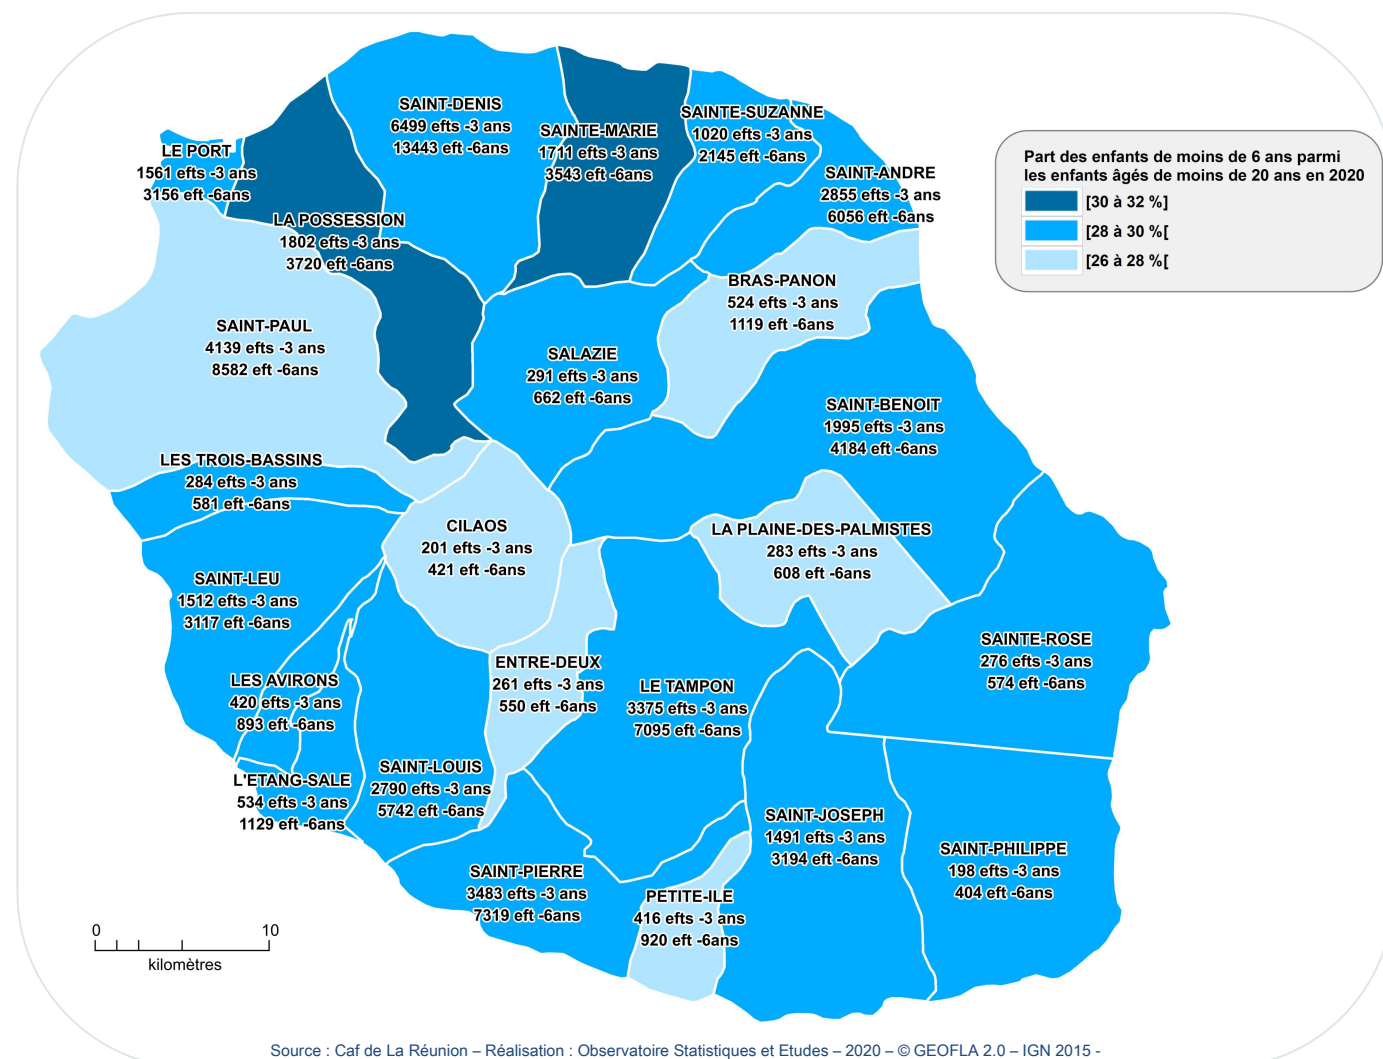 SAINT-DENIS
6499 efts -3 ans
13443 eft -6ans
SAINTE-MARIE
1711 efts -3 ans
3543 eft -6ans
SAINTE-SUZANNE
1020 efts -3 ans
2145 eft -6ans
LE PORT
1561 efts -3 ans
3156 eft -6ans
SAINT-ANDRE
2855 efts -3 ans
6056 eft -6ans
Part des enfants de moins de 6 ans parmi
les enfants âgés de moins de 20 ans en 2020
[30 à 32 %]
[28 à 30 %[
[26 à 28 %[
LA POSSESSION
1802 efts -3 ans
3720 eft -6ans
BRAS-PANON
524 efts -3 ans
1119 eft -6ans
SAINT-PAUL
4139 efts -3 ans
8582 eft -6ans
SALAZIE
291 efts -3 ans
662 eft -6ans
SAINT-BENOIT
1995 efts -3 ans
4184 eft -6ans
LES TROIS-BASSINS
284 efts -3 ans
581 eft -6ans
CILAOS
201 efts -3 ans
421 eft -6ans
LA PLAINE-DES-PALMISTES
283 efts -3 ans
608 eft -6ans
SAINT-LEU
1512 efts -3 ans
3117 eft -6ans
SAINTE-ROSE
276 efts -3 ans
574 eft -6ans
ENTRE-DEUX
261 efts -3 ans
550 eft -6ans
LES AVIRONS
420 efts -3 ans
893 eft -6ans
LE TAMPON
3375 efts -3 ans
7095 eft -6ans
L'ETANG-SALE
534 efts -3 ans
1129 eft -6ans
SAINT-LOUIS
2790 efts -3 ans
5742 eft -6ans
SAINT-JOSEPH
1491 efts -3 ans
3194 eft -6ans
SAINT-PHILIPPE
198 efts -3 ans
404 eft -6ans
SAINT-PIERRE
3483 efts -3 ans
7319 eft -6ans
PETITE-ILE
416 efts -3 ans
920 eft -6ans
0 10
kilomètres
Source : Caf de La Réunion – Réalisation : Observatoire Statistiques et Etudes – 2020 – © GEOFLA 2.0 – IGN 2015 -